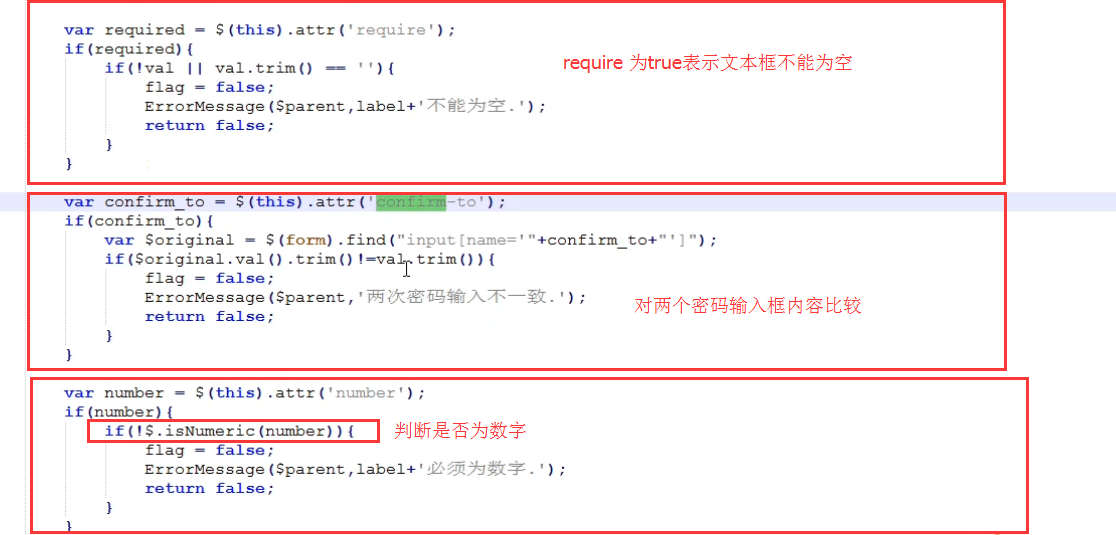 var required = $(this).attr('require');
if(required){
if(!val || val.trim() == ''){
require 为true表示文本框不能为空
flag = false;
ErrorMessage($parent,label+'不能为空.');
return false;
}
}
var confirm_to = $(this).attr('confirm-to');
if(confirm_to){
var $original = $(form).find("input[name='"+confirm_to+"']");
if($original.val().trim()!=val.trim()){
flag = false;
ErrorMessage($parent,'两次密码输入不一致.');
对两个密码输入框内容比较
return false;
}
}
var number = $(this).attr('number');
if(number){
if(!$.isNumeric(number)){ 判断是否为数字
flag = false;
ErrorMessage($parent,label+'必须为数字.');
return false;
}
}